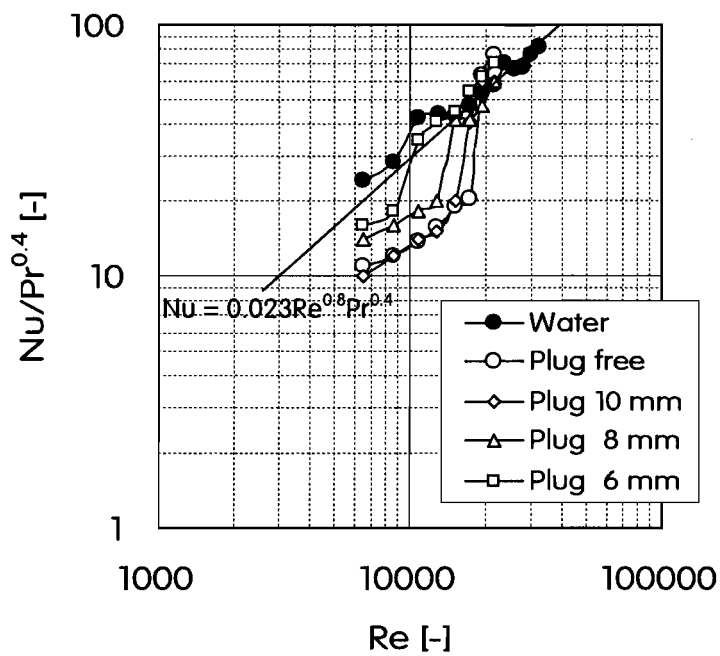 100
Nu/Pr^0.4 [-]
10
Nu = 0.023Re^0.8Pr^0.4
Water
Plug free
Plug 10 mm
Plug 8 mm
Plug 6 mm
1
1000 10000 100000
Re [-]